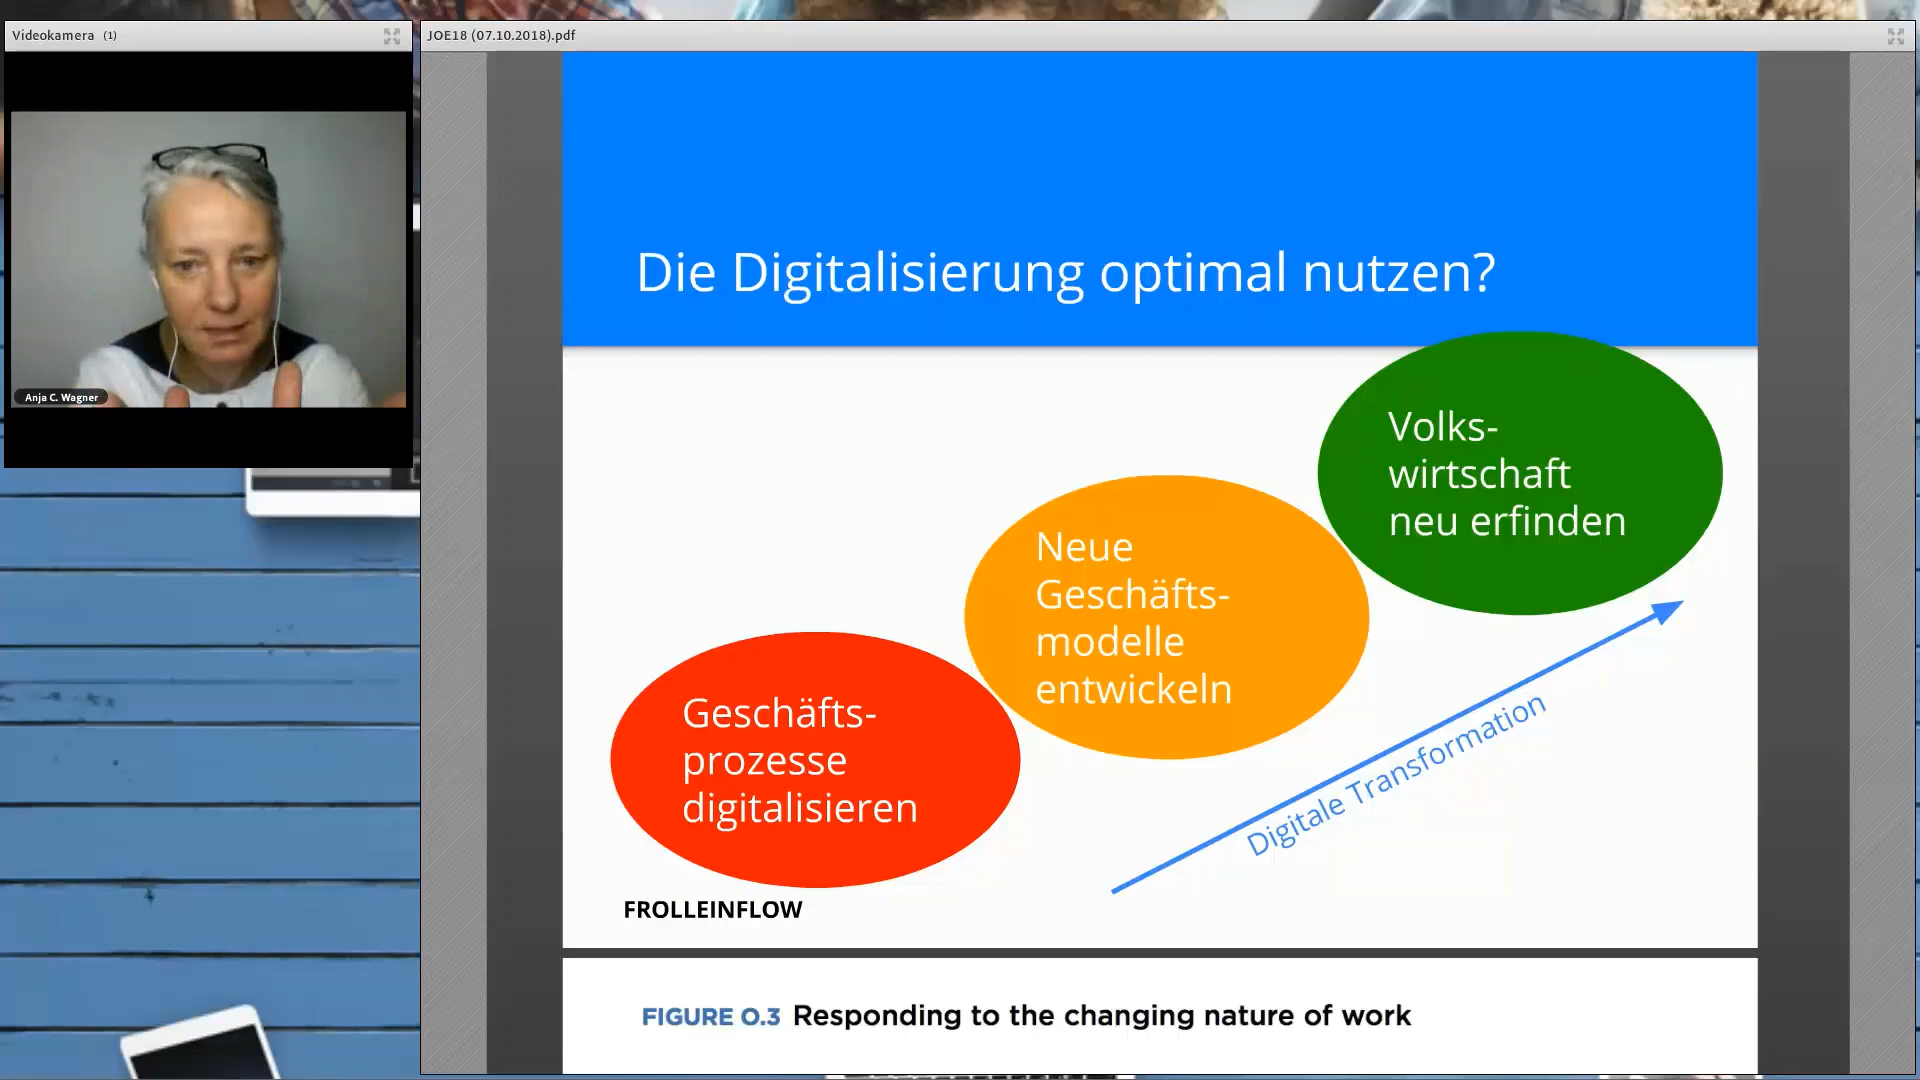 Videokamera (1)
JOE18 (07.10.2018).pdf
Anja C. Wagner
Die Digitalisierung optimal nutzen?
Volks-
wirtschaft
neu erfinden
Neue
Geschäfts-
modelle
entwickeln
Geschäfts-
prozesse
digitalisieren
Digitale Transformation
FROLLEINFLOW
FIGURE O.3 Responding to the changing nature of work